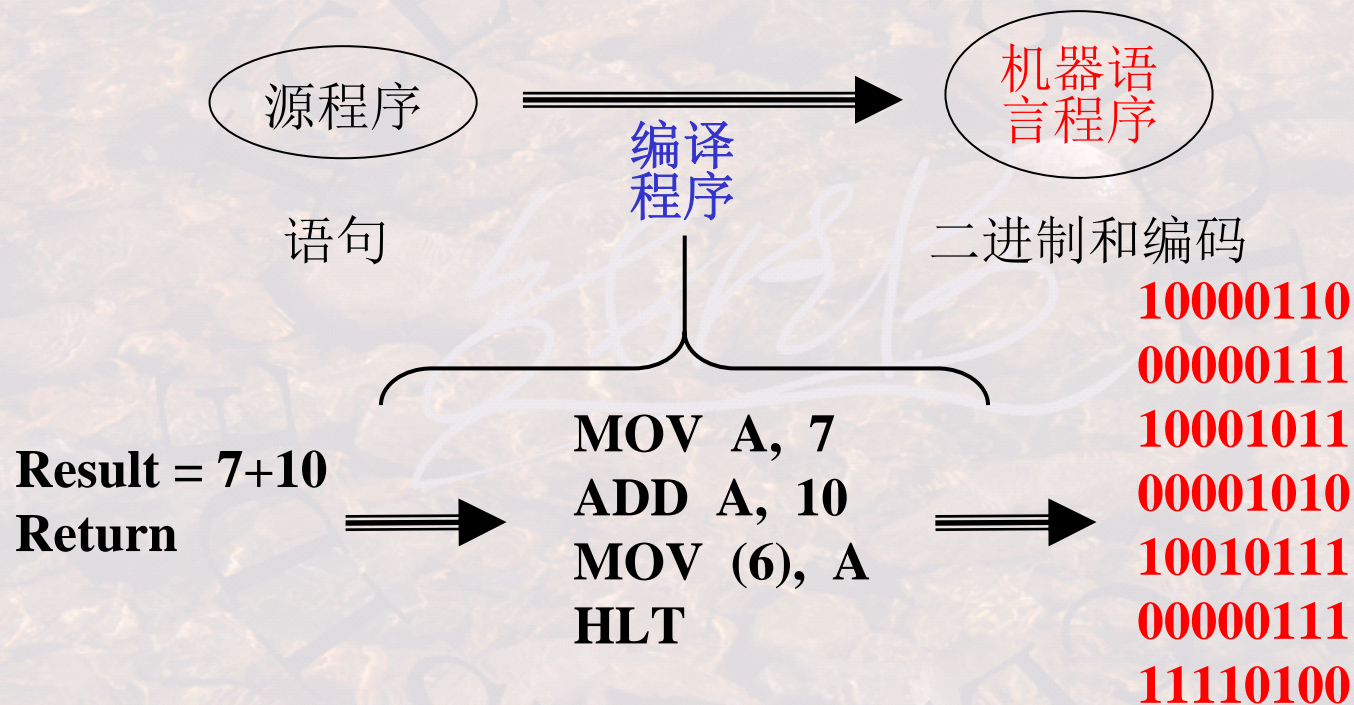 源程序
编译
程序
机器语
言程序
语句
二进制和编码
Result = 7+10
Return
MOV A, 7
ADD A, 10
MOV (6), A
HLT
10000110
00000111
10001011
00001010
10010111
00000111
11110100